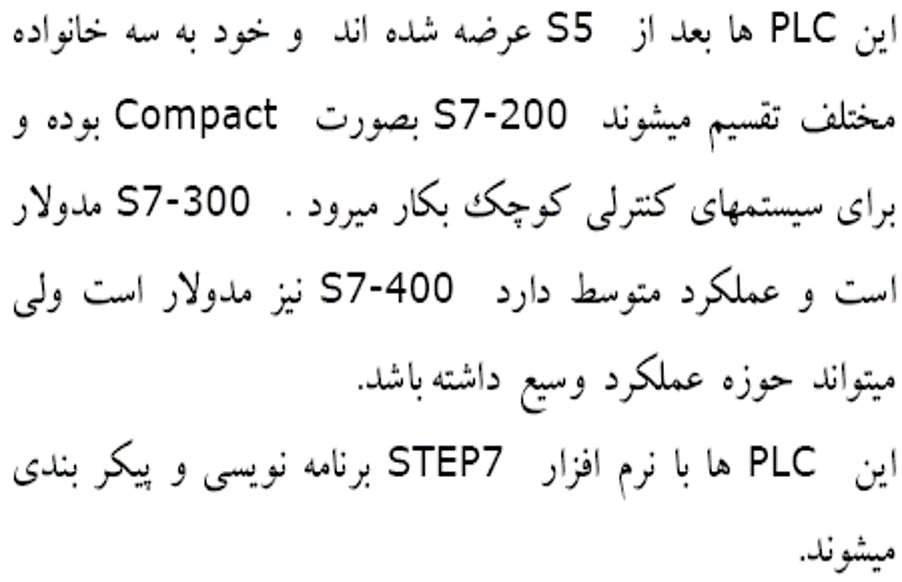 این PLC ها بعد از S5 عرضه شده اند و خود به سه خانواده
مختلف تقسیم میشوند S7-200 بصورت Compact بوده و
برای سیستمهای کنترلی کوچک بکار میرود . S7-300 مدولار
است و عملکرد متوسط دارد S7-400 نیز مدولار است ولی
میتواند حوزه عملکرد وسیع داشته باشد.
این PLC ها با نرم افزار STEP7 برنامه نویسی و پیکر بندی
میشوند.